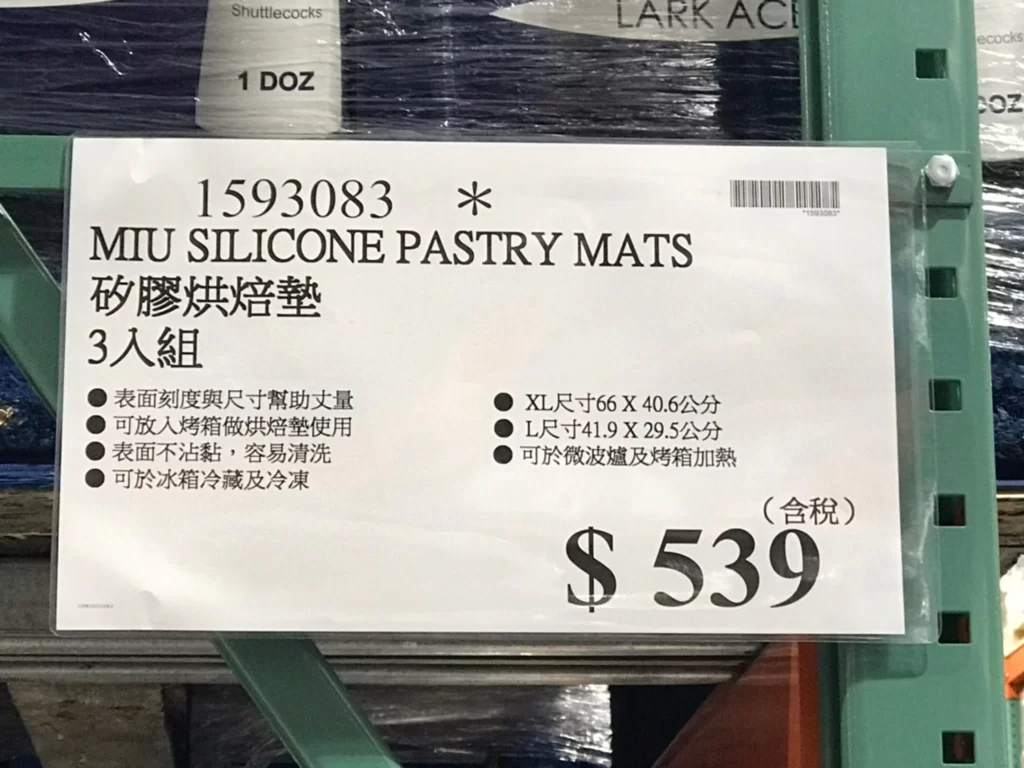 Shuttlecocks
1 DOZ
LARK ACE
ecocks
DOZ
1593083 *
*1593083*
MIU SILICONE PASTRY MATS
矽膠烘焙墊
3入組
● 表面刻度與尺寸幫助丈量
● 可放入烤箱做烘焙墊使用
● 表面不沾黏，容易清洗
● 可於冰箱冷藏及冷凍
● XL尺寸66 X 40.6公分
● L尺寸41.9 X 29.5公分
● 可於微波爐及烤箱加熱
（含稅）
$ 539